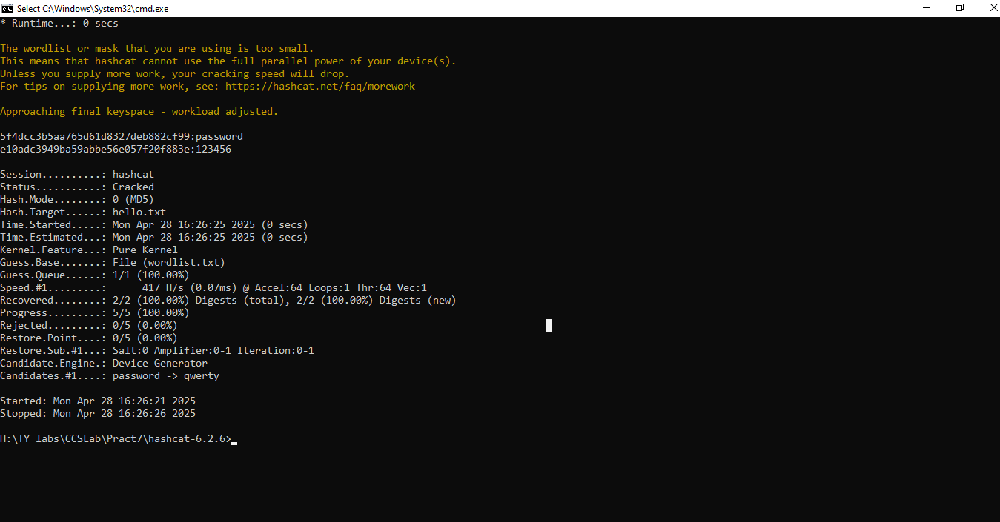 Select C:\Windows\System32\cmd.exe
* Runtime...: 0 secs
The wordlist or mask that you are using is too small.
This means that hashcat cannot use the full parallel power of your device(s).
Unless you supply more work, your cracking speed will drop.
For tips on supplying more work, see: https://hashcat.net/faq/morework
Approaching final keyspace - workload adjusted.
5f4dcc3b5aa765d61d8327deb882cf99:password
e10adc3949ba59abbe56e057f20f883e:123456
Session..........: hashcat
Status...........: Cracked
Hash.Mode........: 0 (MD5)
Hash.Target......: hello.txt
Time.Started.....: Mon Apr 28 16:26:25 2025 (0 secs)
Time.Estimated...: Mon Apr 28 16:26:25 2025 (0 secs)
Kernel.Feature...: Pure Kernel
Guess.Base.......: File (wordlist.txt)
Guess.Queue......: 1/1 (100.00%)
Speed.#1.........:      417 H/s (0.07ms) @ Accel:64 Loops:1 Thr:64 Vec:1
Recovered........: 2/2 (100.00%) Digests (total), 2/2 (100.00%) Digests (new)
Progress.........: 5/5 (100.00%)
Rejected.........: 0/5 (0.00%)
Restore.Point....: 0/5 (0.00%)
Restore.Sub.#1...: Salt:0 Amplifier:0-1 Iteration:0-1
Candidate.Engine.: Device Generator
Candidates.#1....: password -> qwerty
Started: Mon Apr 28 16:26:21 2025
Stopped: Mon Apr 28 16:26:26 2025
H:\TY labs\CCSLab\Pract7\hashcat-6.2.6>